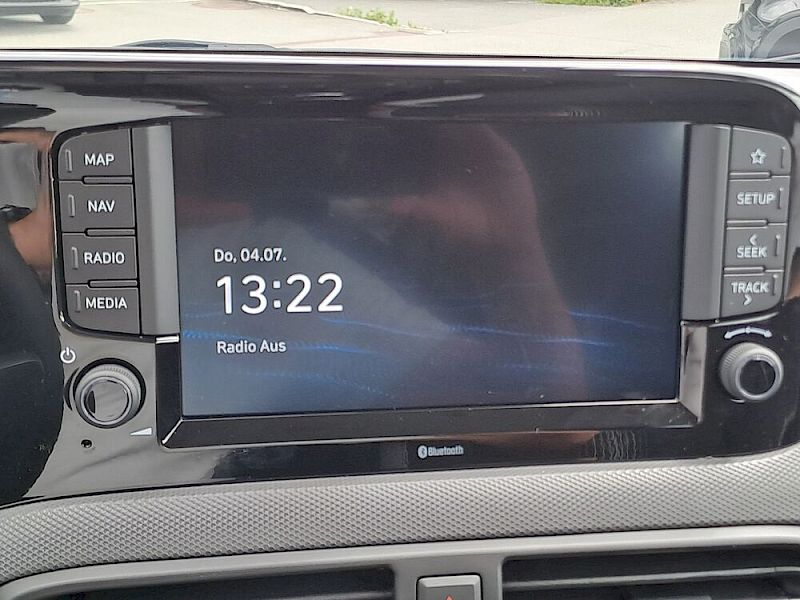 MAP
NAV
RADIO
MEDIA
Do, 04.07.
13:22
Radio Aus
SETUP
SEEK
TRACK
Bluetooth